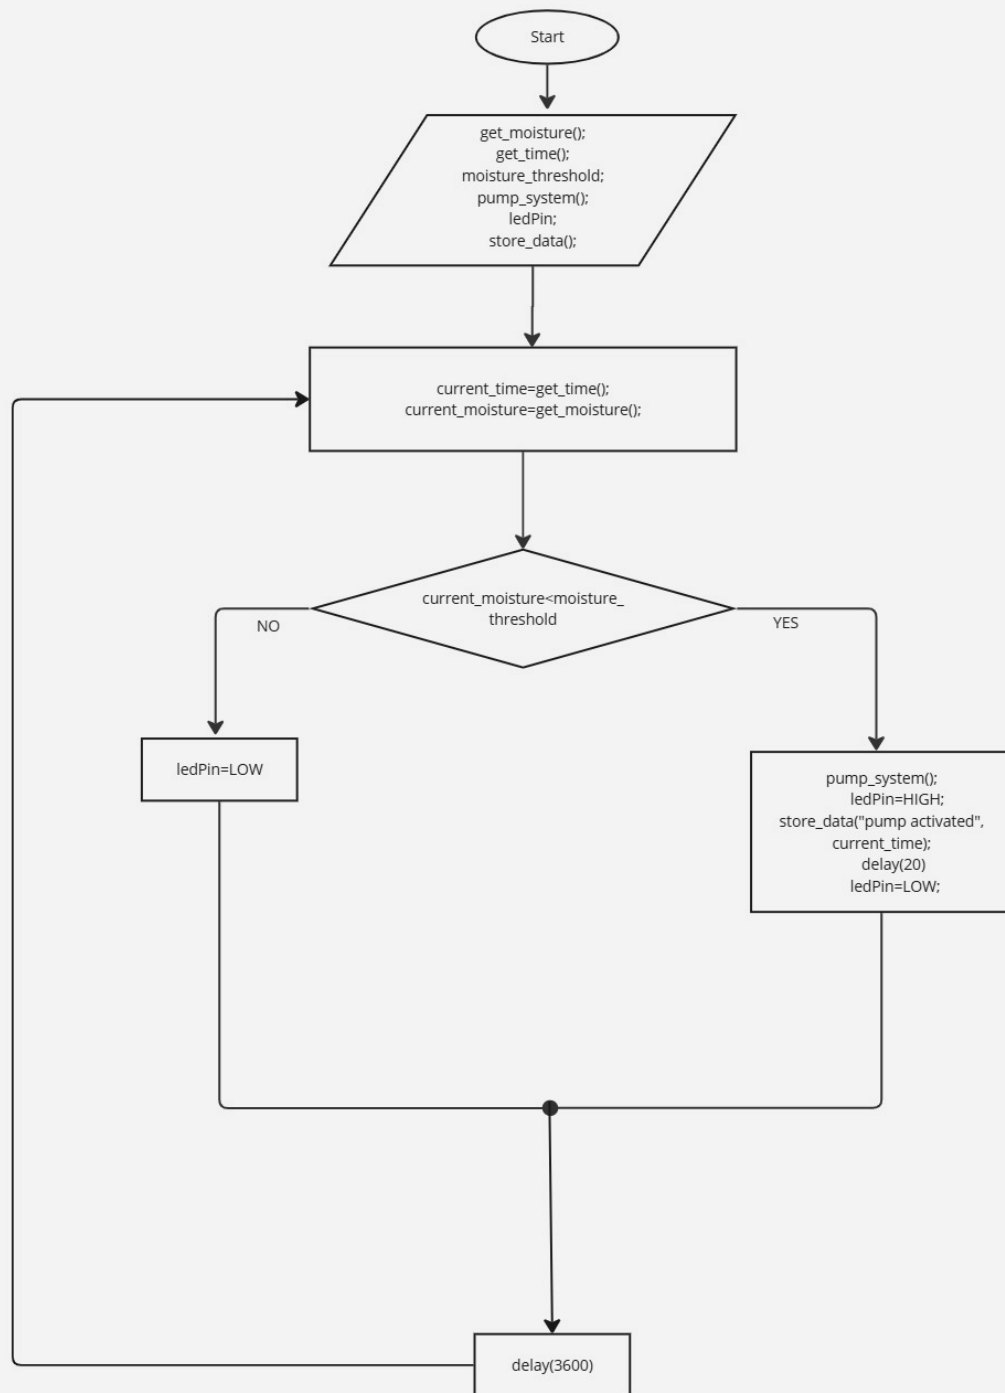 Start
get_moisture();
get_time();
moisture_threshold;
pump_system();
ledPin;
store_data();
current_time=get_time();
current_moisture=get_moisture();
current_moisture<moisture_
threshold
NO
YES
ledPin=LOW
pump_system();
ledPin=HIGH;
store_data("pump activated",
current_time);
delay(20)
ledPin=LOW;
delay(3600)